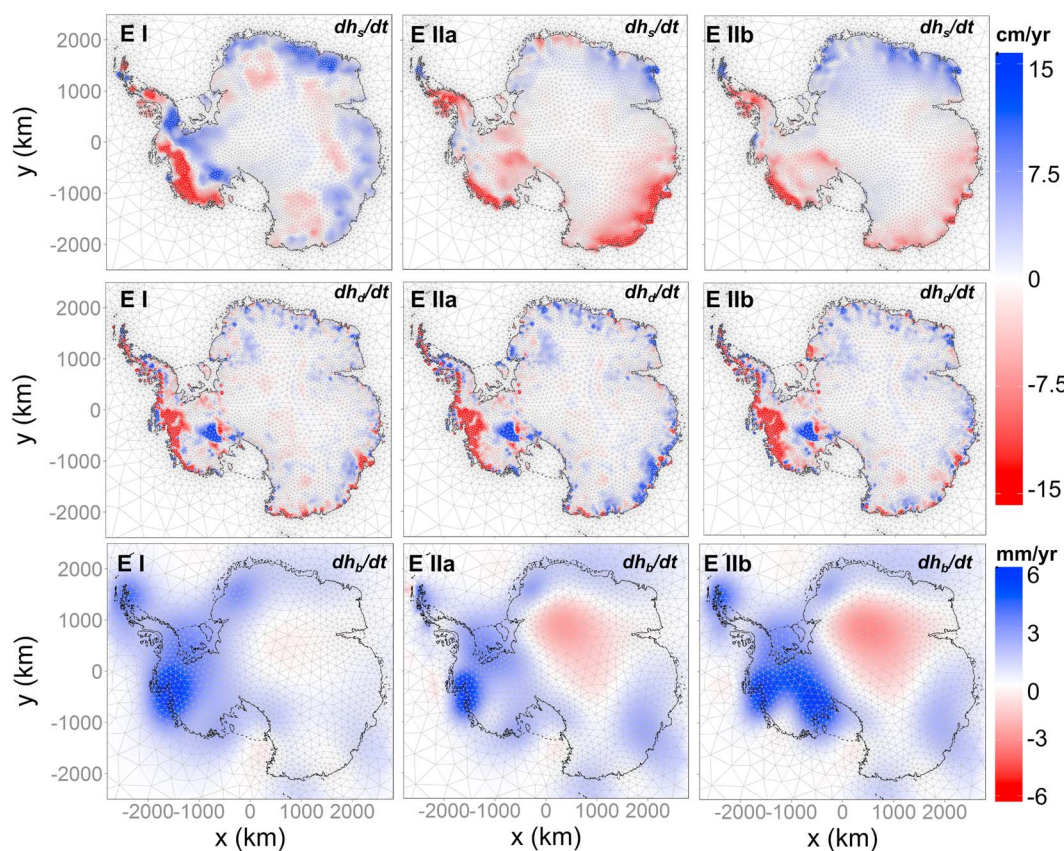 E I dhs/dt E IIa dhs/dt E IIb dhs/dt cm/yr
2000 1000 0 -1000 -2000
y (km)
15 7.5 0 -7.5 -15
E I dhd/dt E IIa dhd/dt E IIb dhd/dt
2000 1000 0 -1000 -2000
y (km)
E I dhb/dt E IIa dhb/dt E IIb dhb/dt mm/yr
2000 1000 0 -1000 -2000
y (km)
6 3 0 -3 -6
-2000 -1000 0 1000 2000 -2000 -1000 0 1000 2000 -2000 -1000 0 1000 2000
x (km) x (km) x (km)